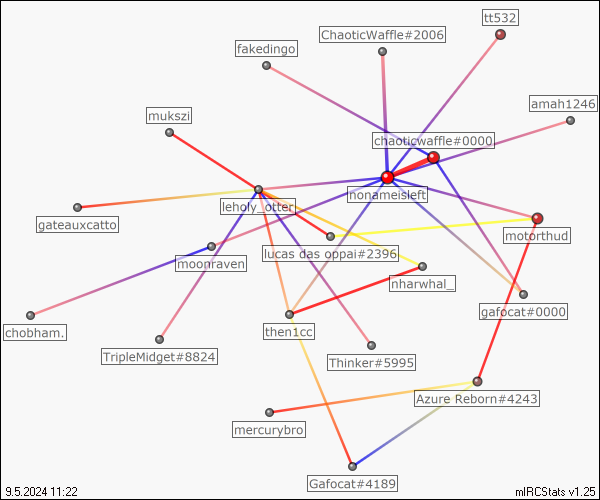 tt532
ChaoticWaffle#2006
fakedingo
amah1246
mukszi
chaoticwaffle#0000
nonameisleft
leholy_otter
gateauxcatto
motorthud
lucas das oppai#2396
moonraven
nharwhal_
gafocat#0000
chobham.
then1cc
TripleMidget#8824
Thinker#5995
Azure Reborn#4243
mercurybro
Gafocat#4189
9.5.2024 11:22
mIRCStats v1.25